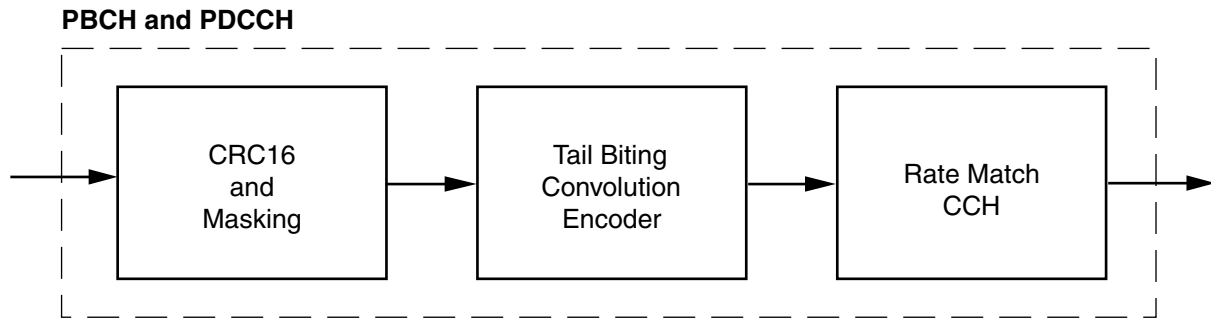 PBCH and PDCCH
CRC16
and
Masking
Tail Biting
Convolution
Encoder
Rate Match
CCH